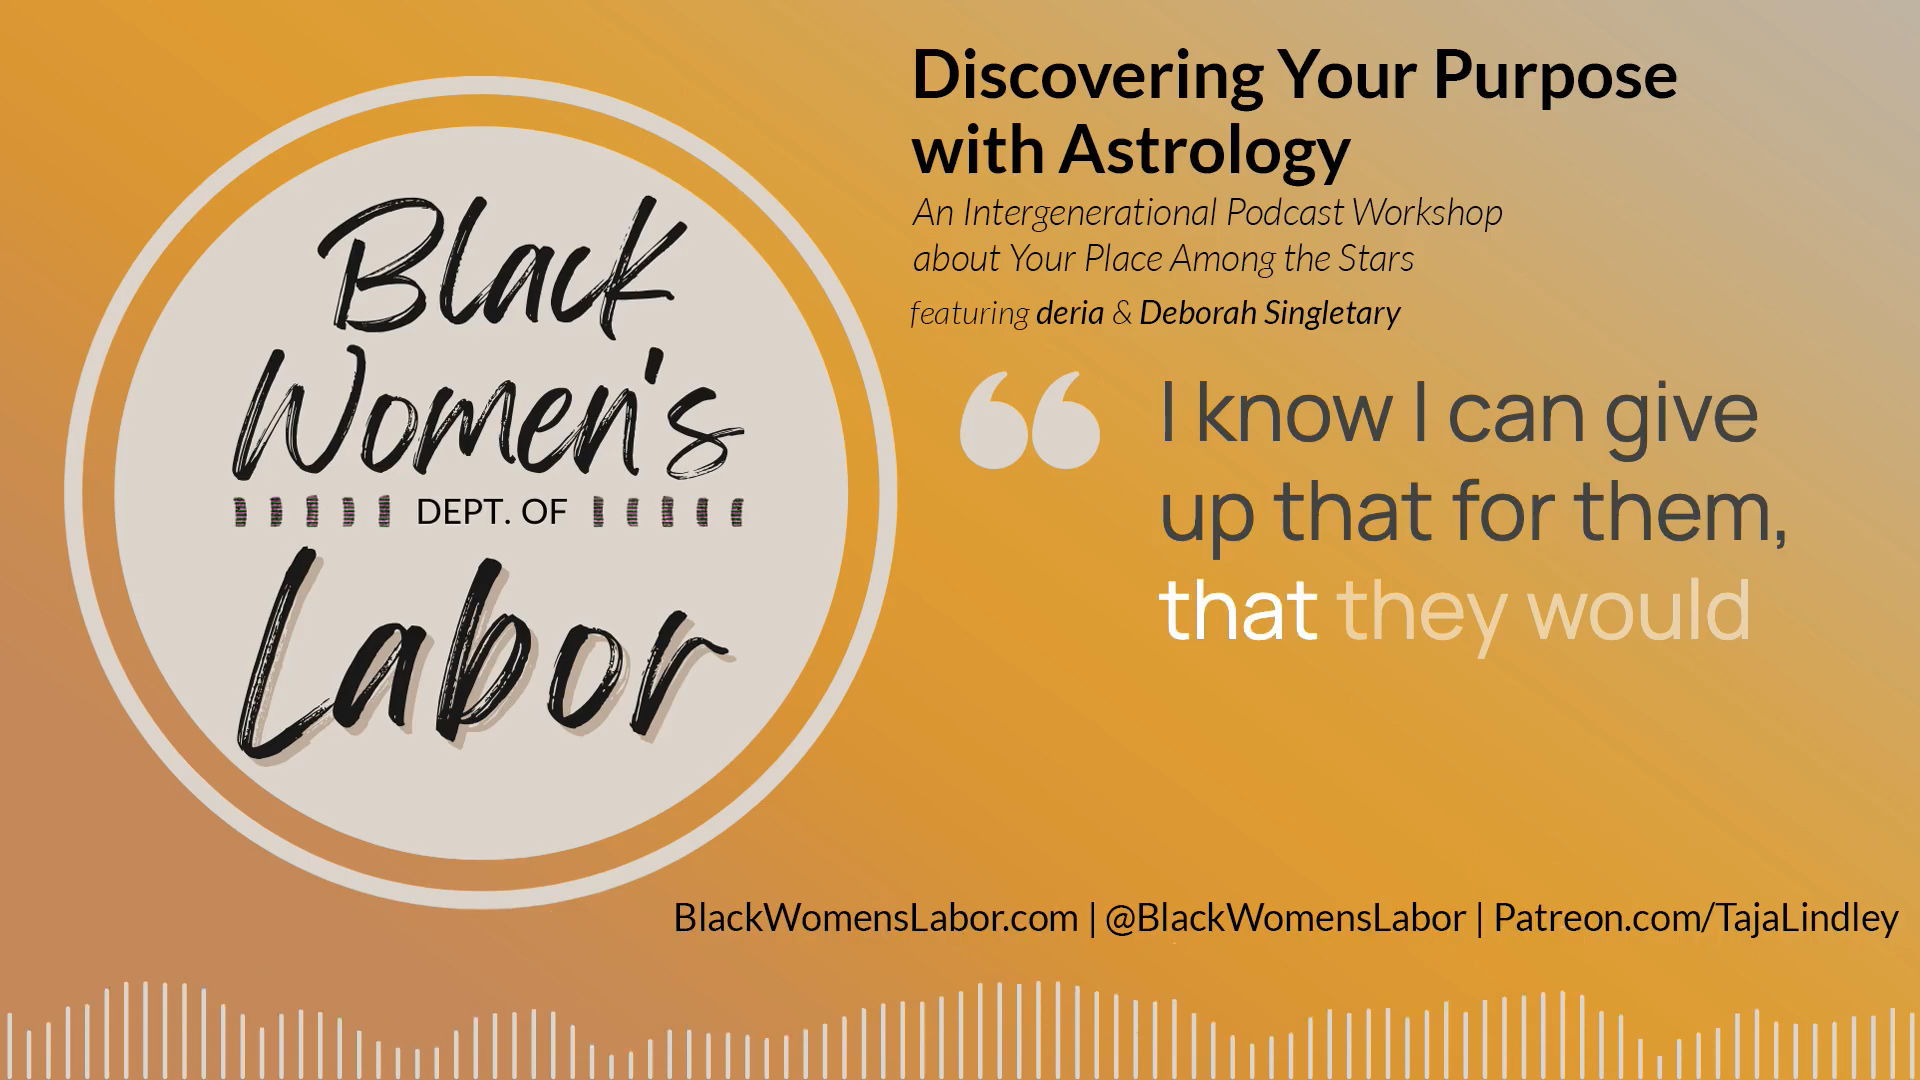 Black
Women's
DEPT. OF
Labor
Discovering Your Purpose
with Astrology
An Intergenerational Podcast Workshop
about Your Place Among the Stars
featuring deria & Deborah Singletary
“
I know I can give
up that for them,
that they would
BlackWomensLabor.com | @BlackWomensLabor | Patreon.com/TajaLindley